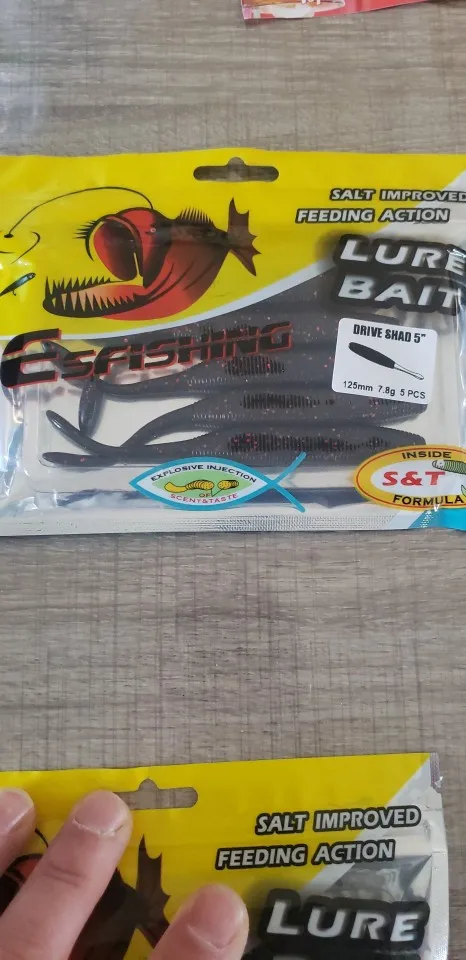 SALT IMPROVED
FEEDING ACTION
LURE
BAIT
ESFISHING
DRIVE SHAD 5"
125mm 7.8g 5 PCS
EXPLOSIVE INJECTION
OF
SCENT&TASTE
INSIDE
S&T
FORMULA
SALT IMPROVED
FEEDING ACTION
LURE